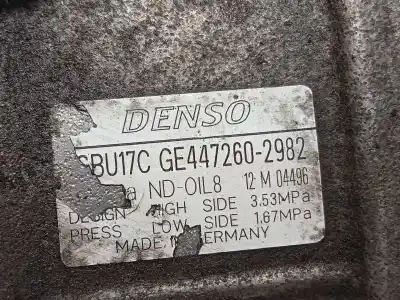 DENSO
SBU17C GE447260-2982
a ND-OIL8 12 M 04496
DESIGN HIGH SIDE 3.53MPa
PRESS LOW SIDE 1.67MPa
MADE IN GERMANY